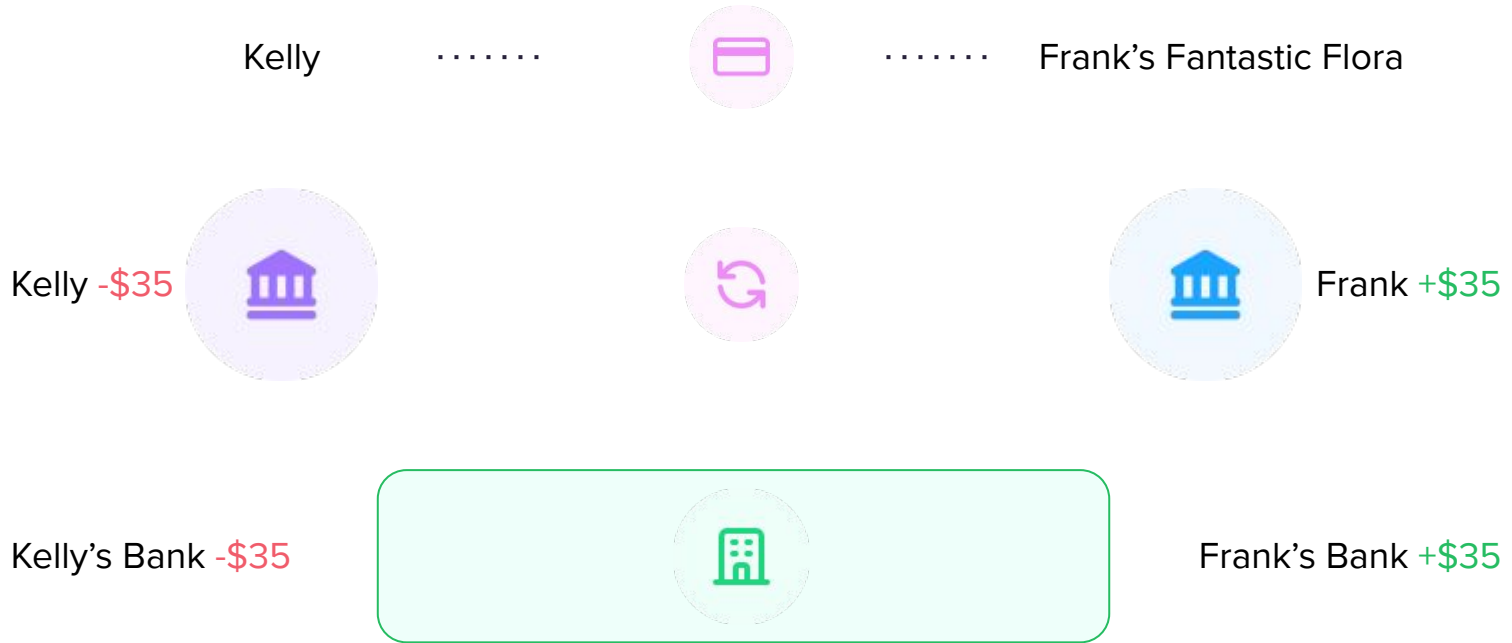 Kelly ······· ······· Frank’s Fantastic Flora
Kelly -$35 Frank +$35
Kelly’s Bank -$35 Frank’s Bank +$35